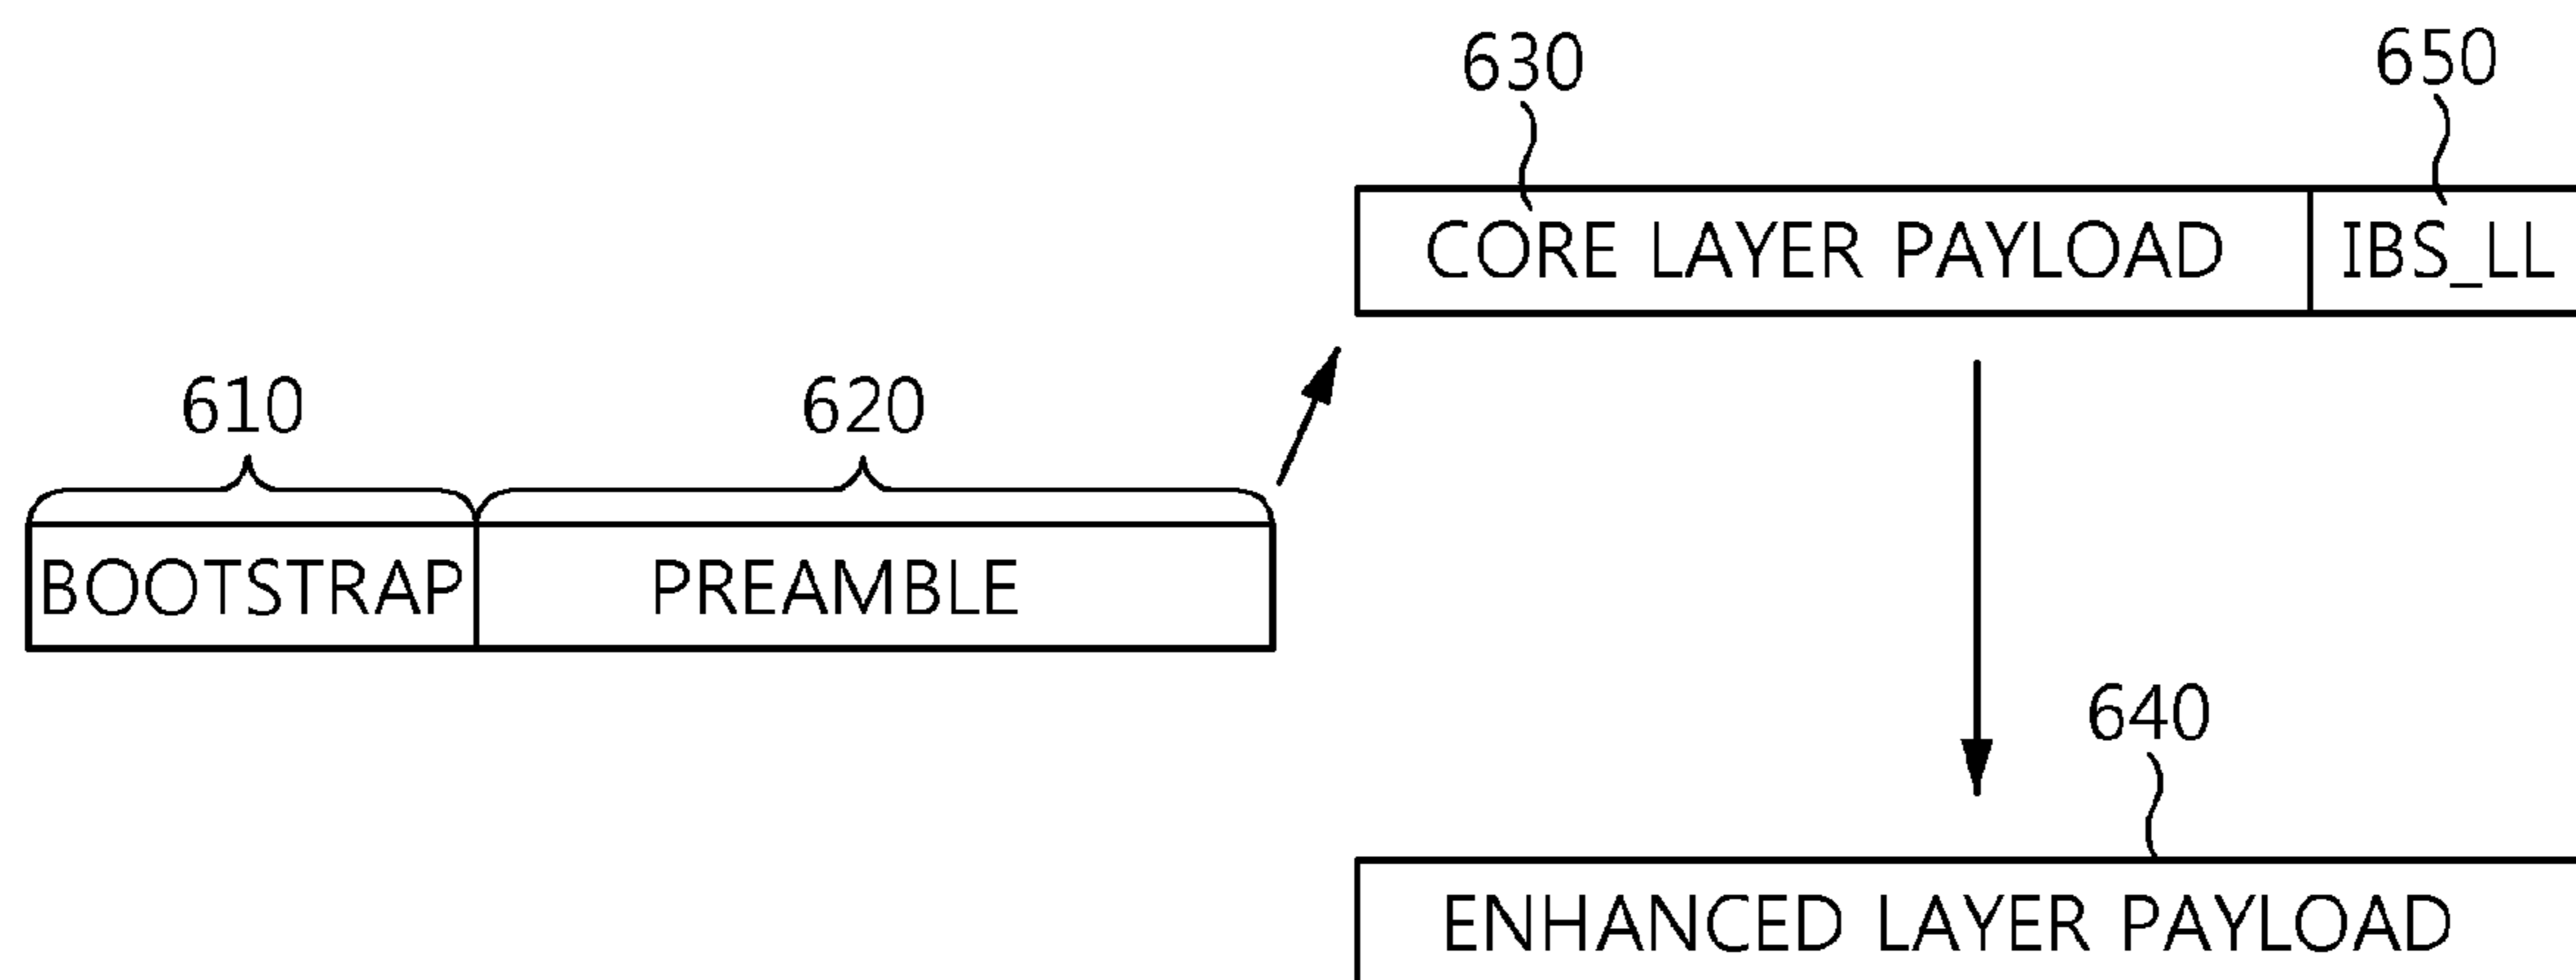 630
650
CORE LAYER PAYLOAD
IBS_LL
610
620
BOOTSTRAP
PREAMBLE
640
ENHANCED LAYER PAYLOAD